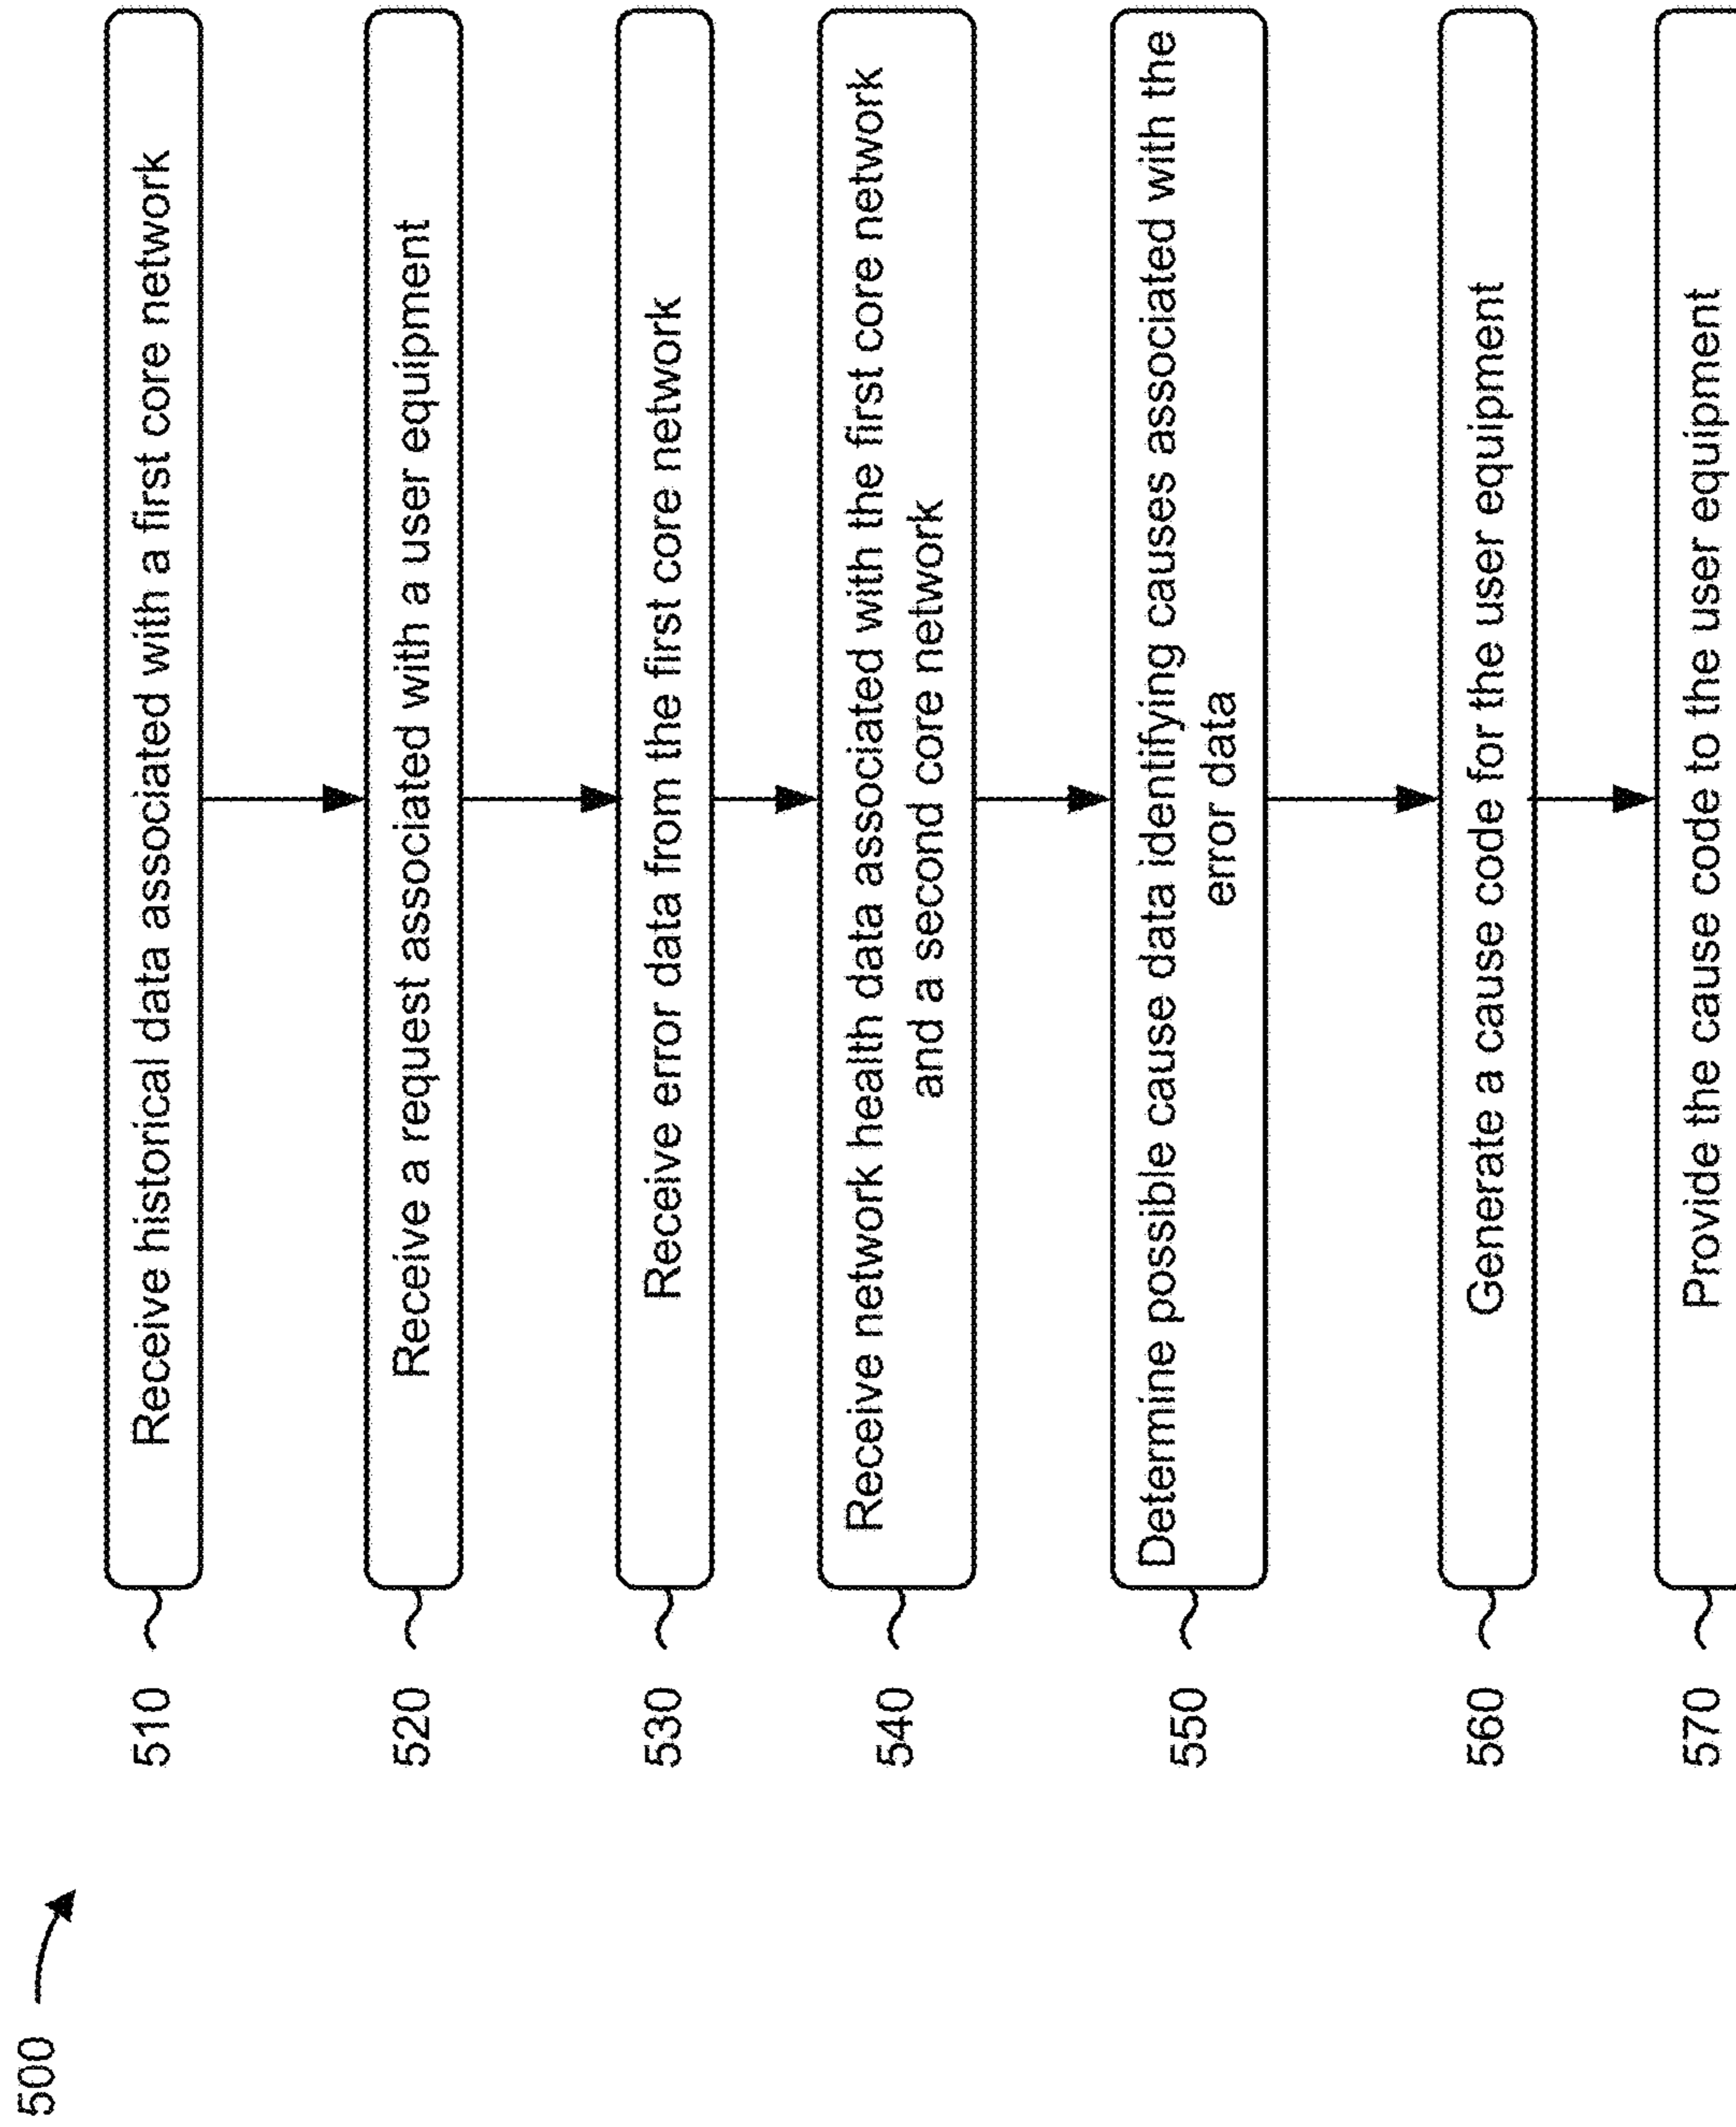 500
510
Receive historical data associated with a first core network
520
Receive a request associated with a user equipment
530
Receive error data from the first core network
540
Receive network health data associated with the first core network
and a second core network
550
Determine possible cause data identifying causes associated with the
error data
560
Generate a cause code for the user equipment
570
Provide the cause code to the user equipment